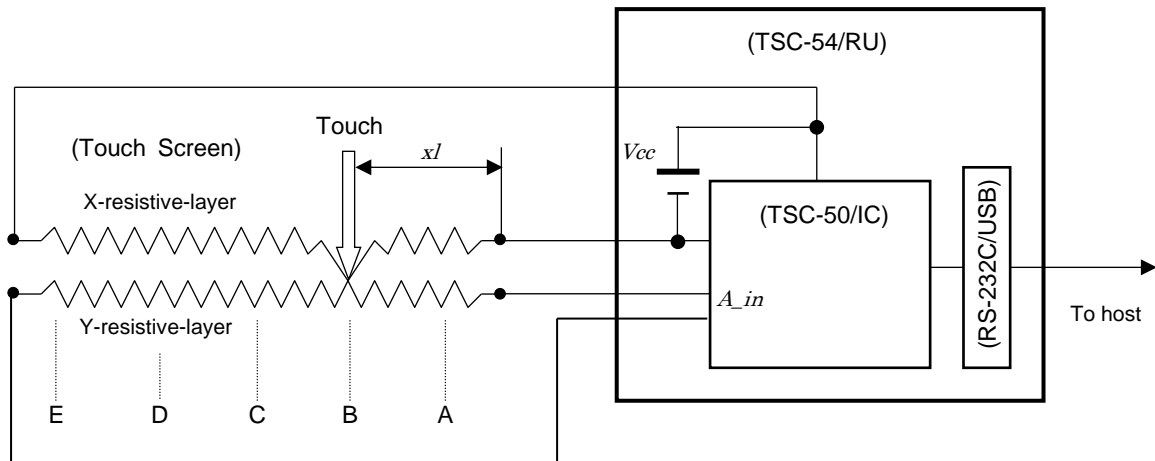 (TSC-54/RU)
Touch
(Touch Screen)
xl
Vcc
X-resistive-layer
(TSC-50/IC)
(RS-232C/USB)
A_in
To host
Y-resistive-layer
E D C B A